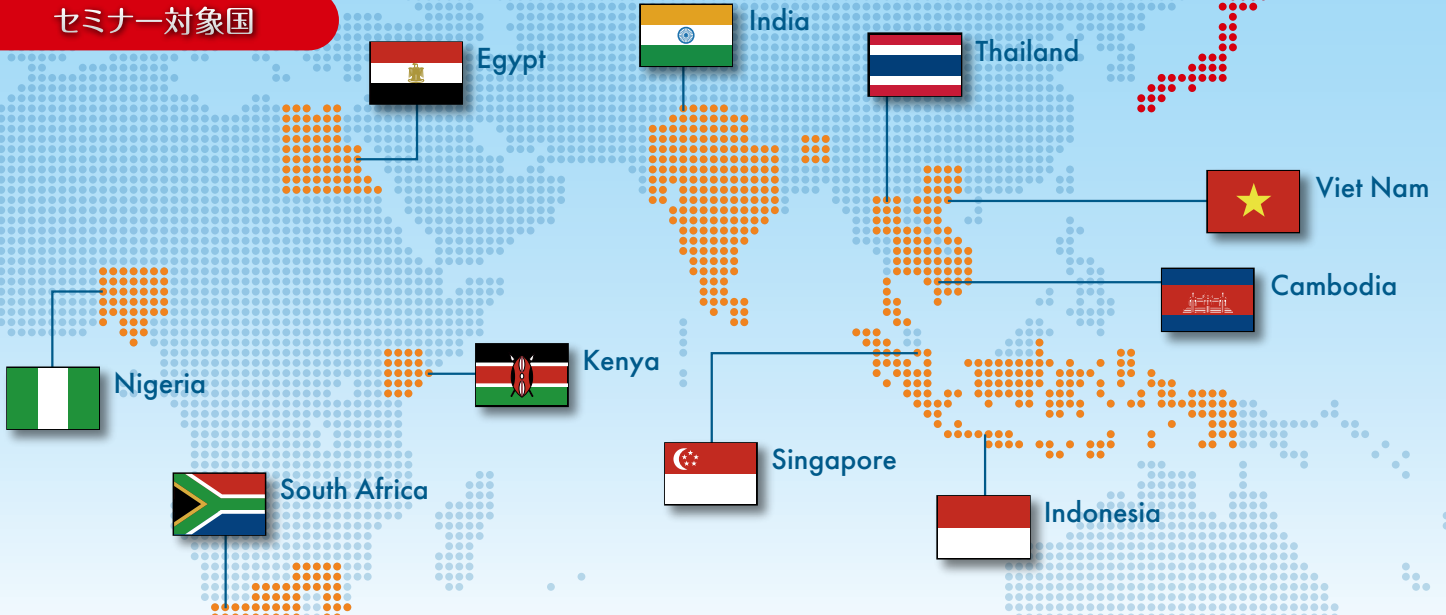 セミナー対象国
India
Egypt
Thailand
Viet Nam
Cambodia
Kenya
Nigeria
Singapore
South Africa
Indonesia